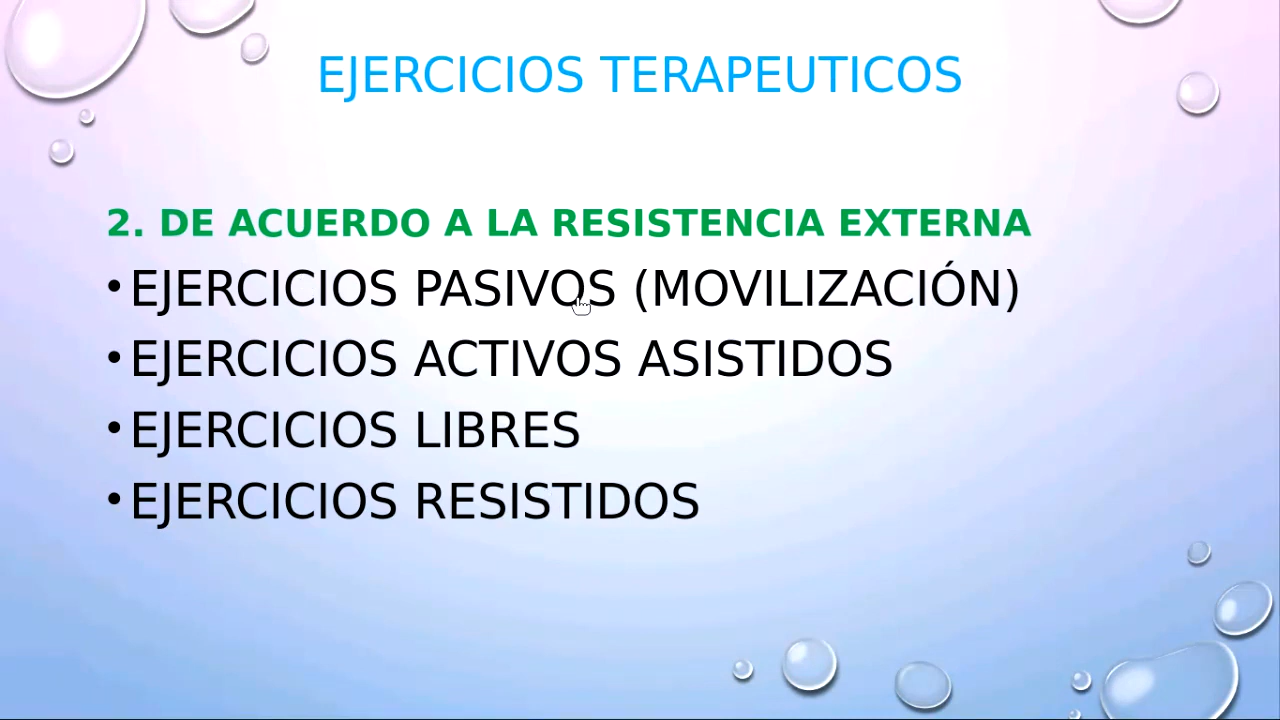 EJERCICIOS TERAPEUTICOS
2. DE ACUERDO A LA RESISTENCIA EXTERNA
• EJERCICIOS PASIVOS (MOVILIZACIÓN)
• EJERCICIOS ACTIVOS ASISTIDOS
• EJERCICIOS LIBRES
• EJERCICIOS RESISTIDOS